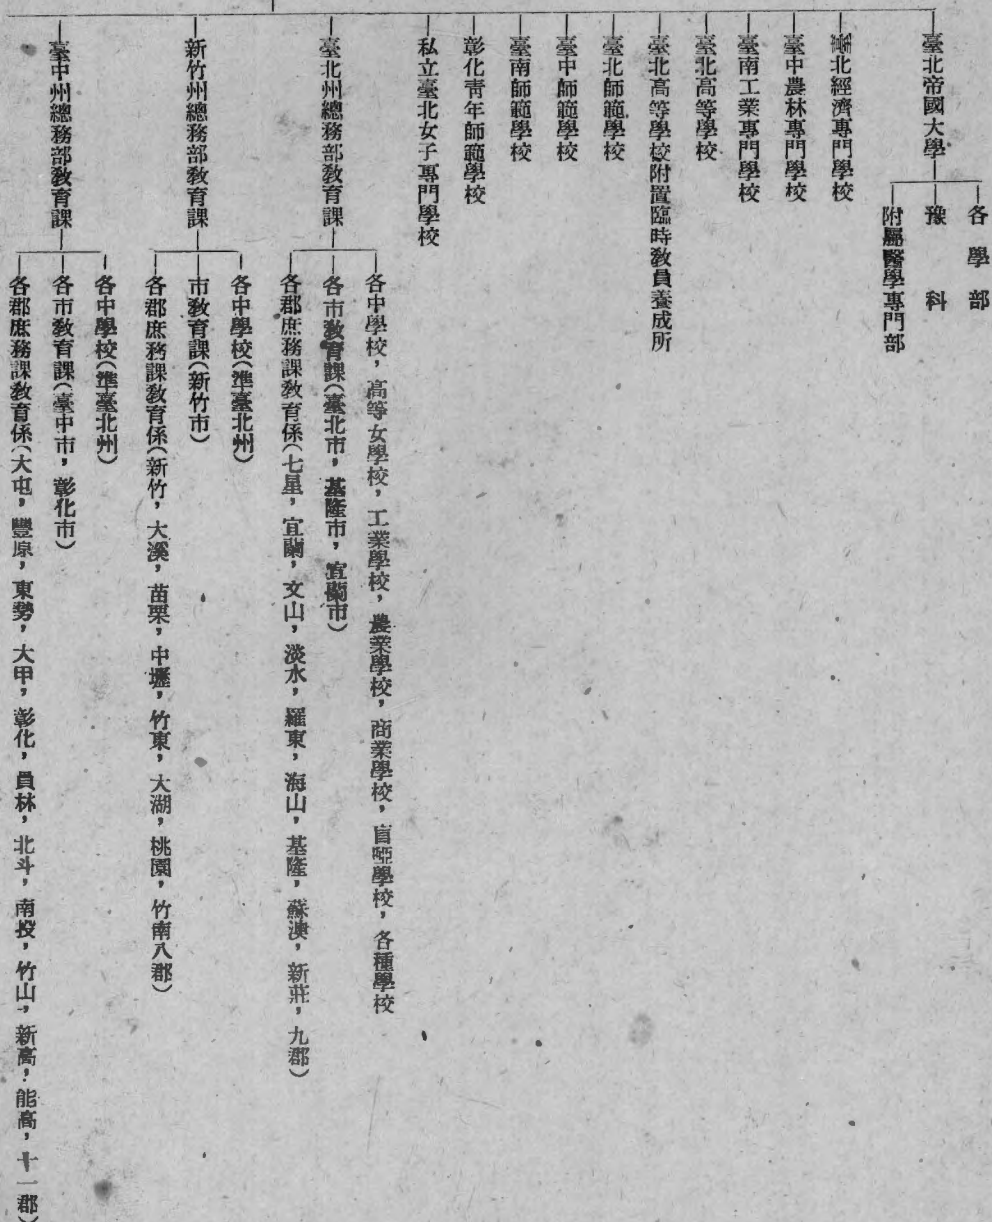 臺北帝國大學
各學部
豫科
附屬醫學專門部
臺北經濟專門學校
臺中農林專門學校
臺南工業專門學校
臺北高等學校
臺北高等學校附置臨時教員養成所
臺北師範學校
臺中師範學校
臺南師範學校
彰化青年師範學校
私立臺北女子專門學校
臺北州總務部教育課
各中學校，高等女學校，工業學校，農業學校，商業學校，盲啞學校，各種學校
各市教育課（臺北市，基隆市，宜蘭市）
各郡庶務課教育係（七星，宜蘭，文山，淡水，羅東，海山，基隆，蘇澳，新莊，九郡）
新竹州總務部教育課
各中學校（準臺北州）
市教育課（新竹市）
各郡庶務課教育係（新竹，大溪，苗栗，中壢，竹東，大湖，桃園，竹南八郡）
臺中州總務部教育課
各中學校（準臺北州）
各市教育課（臺中市，彰化市）
各郡庶務課教育係（大屯，豐原，東勢，大甲，彰化，員林，北斗，南投，竹山，新高，能高，十一郡）